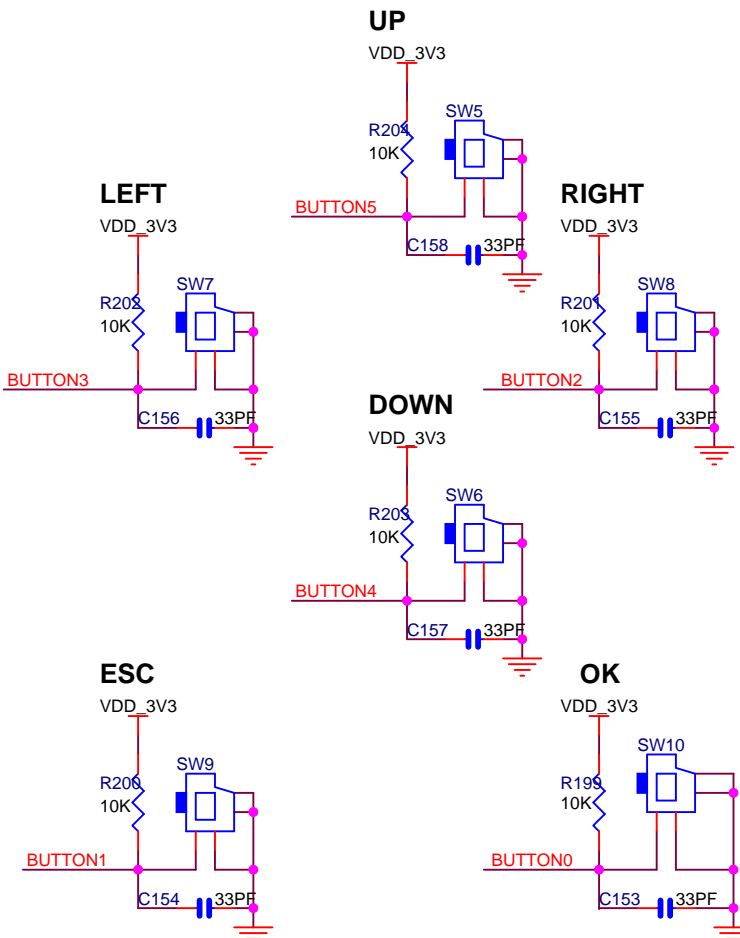 UP
VDD_3V3
R204
10K
SW5
BUTTON5
C158
33PF
LEFT
VDD_3V3
R202
10K
SW7
BUTTON3
C156
33PF
RIGHT
VDD_3V3
R201
10K
SW8
BUTTON2
C155
33PF
DOWN
VDD_3V3
R203
10K
SW6
BUTTON4
C157
33PF
ESC
VDD_3V3
R200
10K
SW9
BUTTON1
C154
33PF
OK
VDD_3V3
R199
10K
SW10
BUTTON0
C153
33PF